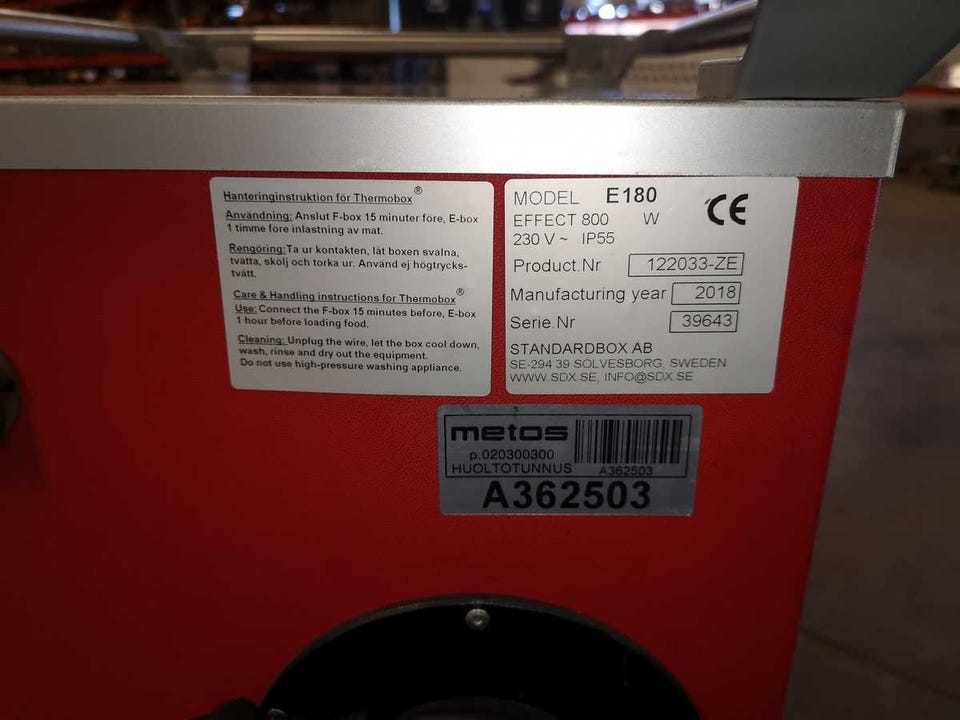 Hanteringinstruktion för Thermobox®
Användning: Anslut F-box 15 minuter före, E-box
1 timme före inlastning av mat.
Rengöring: Ta ur kontakten, låt boxen svalna,
tvätta, skölj och torka ur. Använd ej högtrycks-
tvätt.
Care & Handling instructions for Thermobox®
Use: Connect the F-box 15 minutes before, E-box
1 hour before loading food.
Cleaning: Unplug the wire, let the box cool down,
wash, rinse and dry out the equipment.
Do not use high-pressure washing appliance.
MODEL E180
EFFECT 800 W
230 V ~ IP55
CE
Product.Nr 122033-ZE
Manufacturing year 2018
Serie.Nr 39643
STANDARDBOX AB
SE-294 39 SÖLVESBORG, SWEDEN
WWW.SDX.SE, INFO@SDX.SE
metos
p.020300300
HUOLTOTUNNUS A362503
A362503